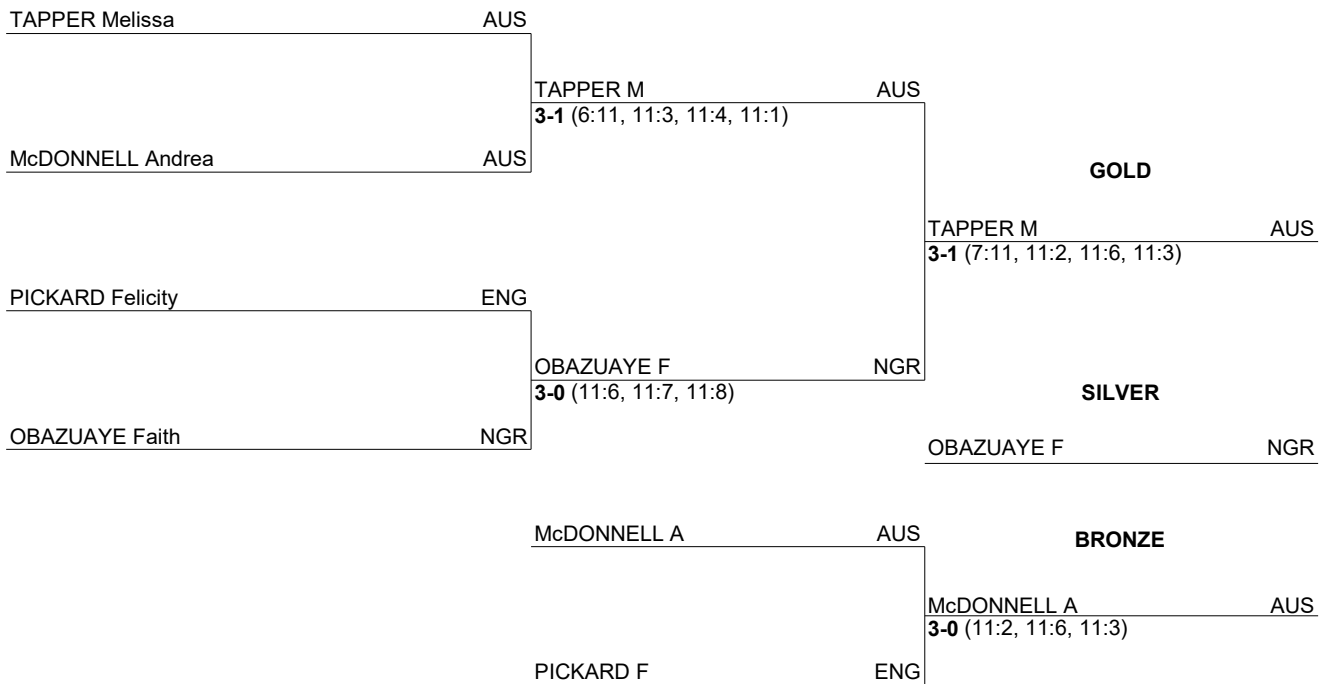 TAPPER Melissa AUS
TAPPER M AUS
3-1 (6:11, 11:3, 11:4, 11:1)
McDONNELL Andrea AUS
GOLD
TAPPER M AUS
3-1 (7:11, 11:2, 11:6, 11:3)
PICKARD Felicity ENG
OBAZUAYE F NGR
3-0 (11:6, 11:7, 11:8)
SILVER
OBAZUAYE Faith NGR
OBAZUAYE F NGR
McDONNELL A AUS
BRONZE
McDONNELL A AUS
3-0 (11:2, 11:6, 11:3)
PICKARD F ENG